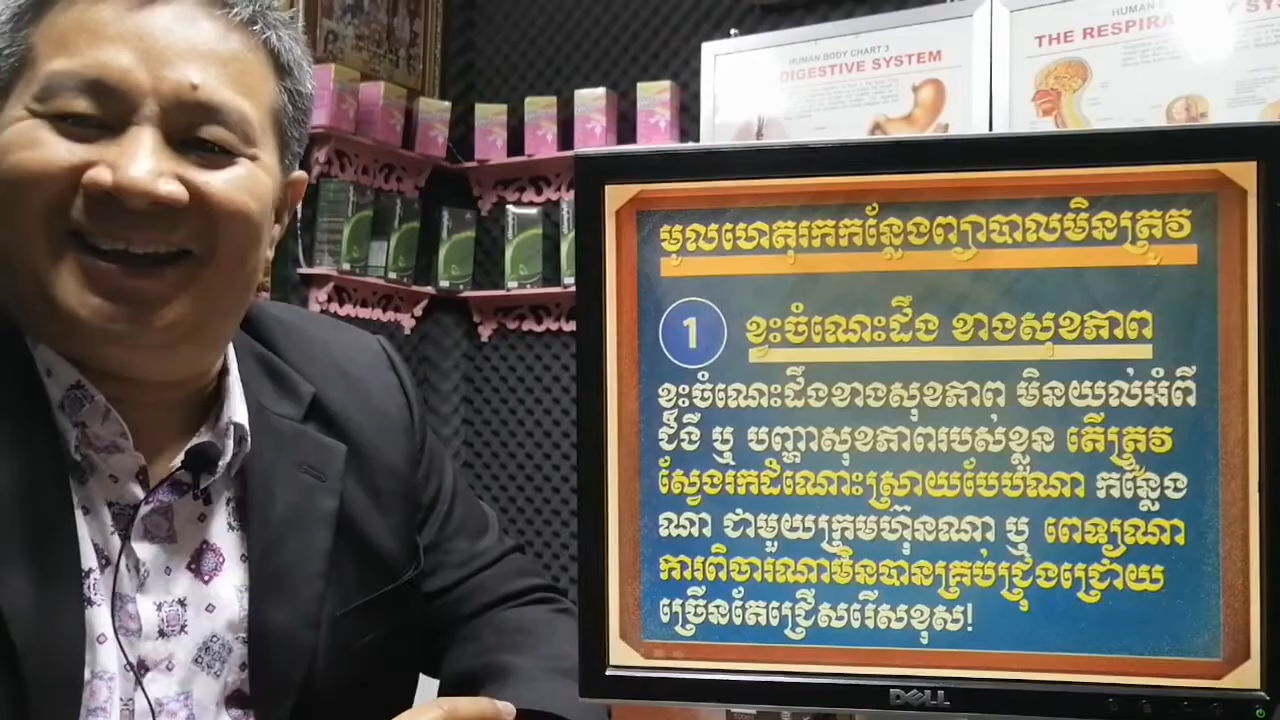 HUMAN BODY CHART 3
DIGESTIVE SYSTEM
HUMAN
THE RESPIRA
មូលហេតុរកកន្លែងព្យាបាលមិនត្រូវ
1 ខ្វះចំណេះដឹង ខាងសុខភាព
ខ្វះចំណេះដឹងខាងសុខភាព មិនយល់អំពី
ជំងឺ ឬ បញ្ហាសុខភាពរបស់ខ្លួន តើត្រូវ
ស្វែងរកដំណោះស្រាយបែបណា កន្លែង
ណា ជាមួយក្រុមហ៊ុនណា ឬ ពេទ្យណា
ការពិចារណាមិនបានគ្រប់ជ្រុងជ្រោយ
ច្រើនតែជ្រើសរើសខុស!
DELL